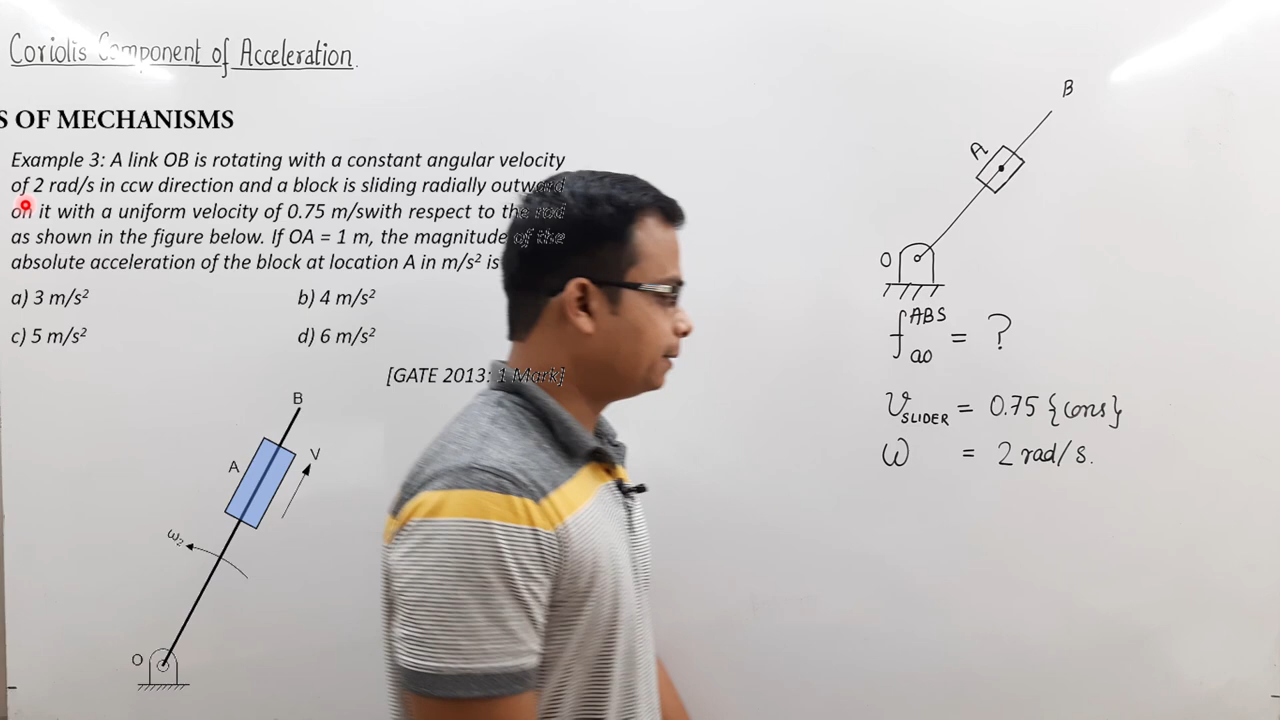 Coriolis Component of Acceleration.
S OF MECHANISMS
Example 3: A link OB is rotating with a constant angular velocity
of 2 rad/s in ccw direction and a block is sliding radially outward
on it with a uniform velocity of 0.75 m/swith respect to the rod
as shown in the figure below. If OA = 1 m, the magnitude of the
absolute acceleration of the block at location A in m/s² is
a) 3 m/s²
b) 4 m/s²
c) 5 m/s²
d) 6 m/s²
[GATE 2013: 1 Mark]
B
V
A
ω₂
O
B
A
O
f ABS ao = ?
V SLIDER = 0.75 {cons}
ω = 2 rad/s.